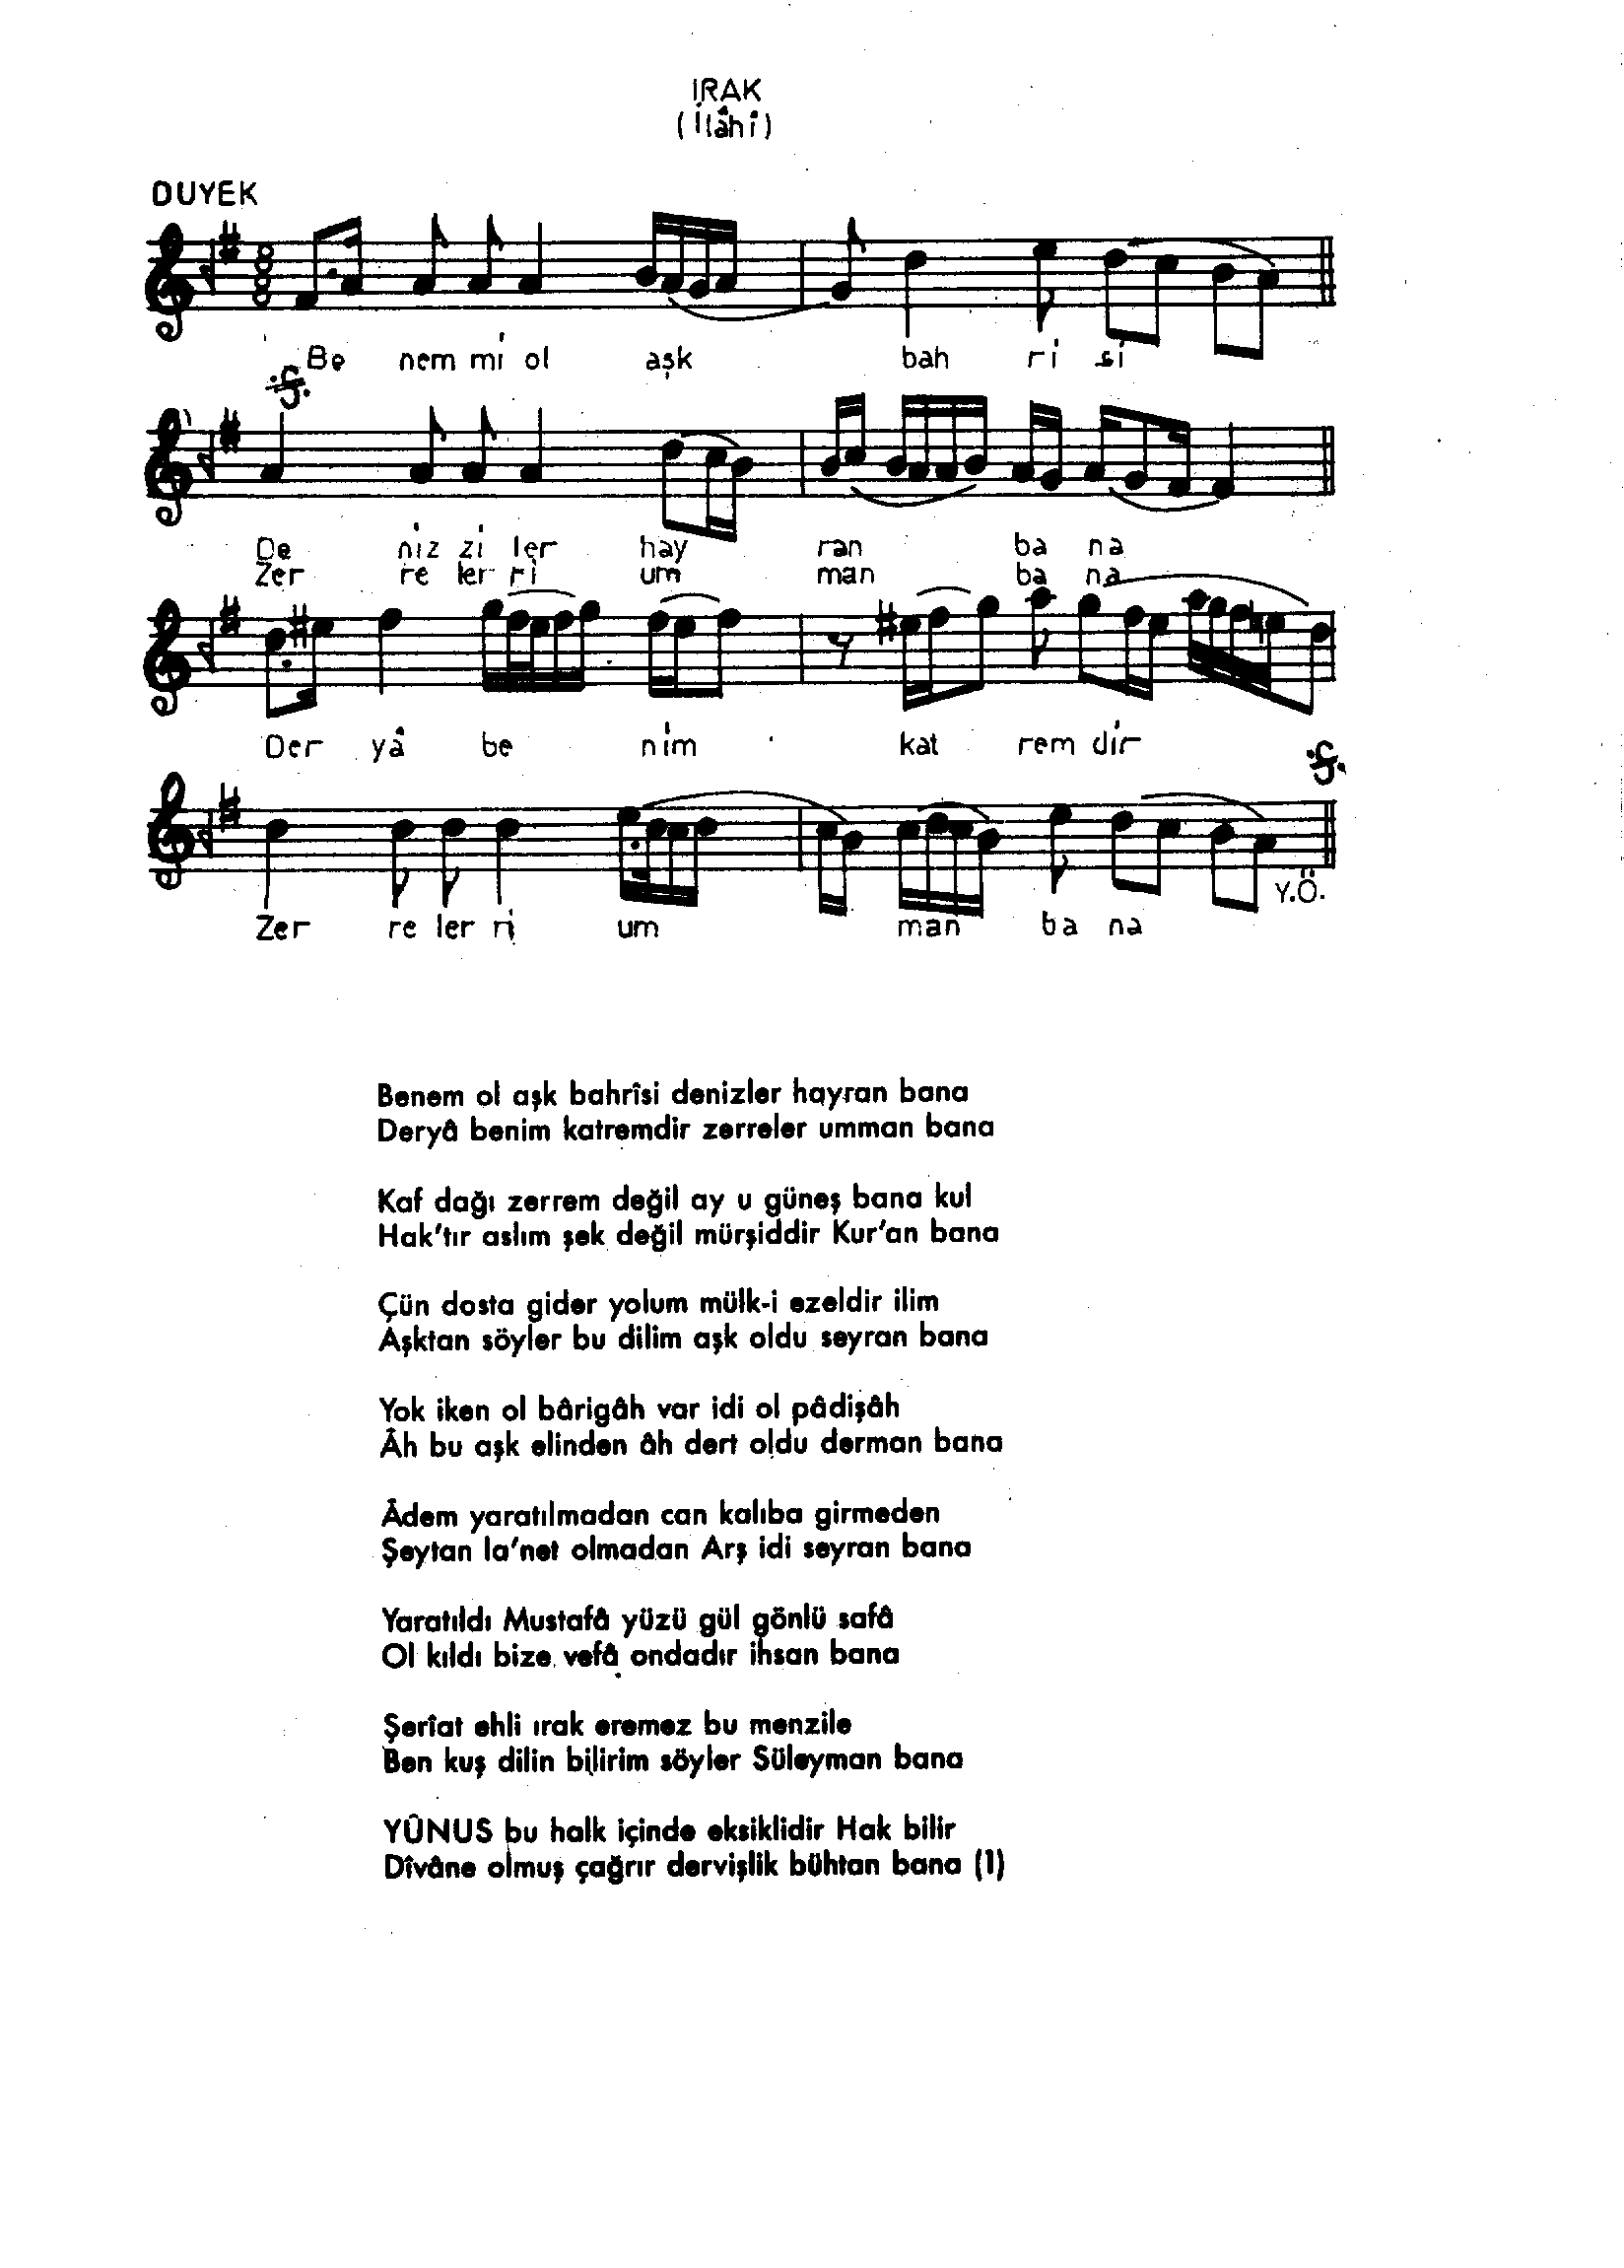 IRAK
(İlâhî)
DUYEK
8
8
Be nem mi ol aşk bah ri si
De niz zi ler hay ran ba na
Zer re ler ri um man ba na
Der yâ be nim kat rem dir
Zer re ler ri um man ba na
Y.Ö.
Benem ol aşk bahrîsi denizler hayran bana
Deryâ benim katremdir zerreler umman bana
Kaf dağı zerrem değil ay u güneş bana kul
Hak'tır aslım şek değil mürşiddir Kur'an bana
Çün dosta gider yolum mülk-i ezeldir ilim
Aşktan söyler bu dilim aşk oldu seyran bana
Yok iken ol bârigâh var idi ol pâdişâh
Âh bu aşk elinden âh dert oldu derman bana
Âdem yaratılmadan can kalıba girmeden
Şeytan la'net olmadan Arş idi seyran bana
Yaratıldı Mustafâ yüzü gül gönlü safâ
Ol kıldı bize vefâ ondadır ihsan bana
Şerîat ehli ırak eremez bu menzile
Ben kuş dilin bilirim söyler Süleyman bana
YÛNUS bu halk içinde eksiklidir Hak bilir
Dîvâne olmuş çağrır dervişlik bühtan bana (1)